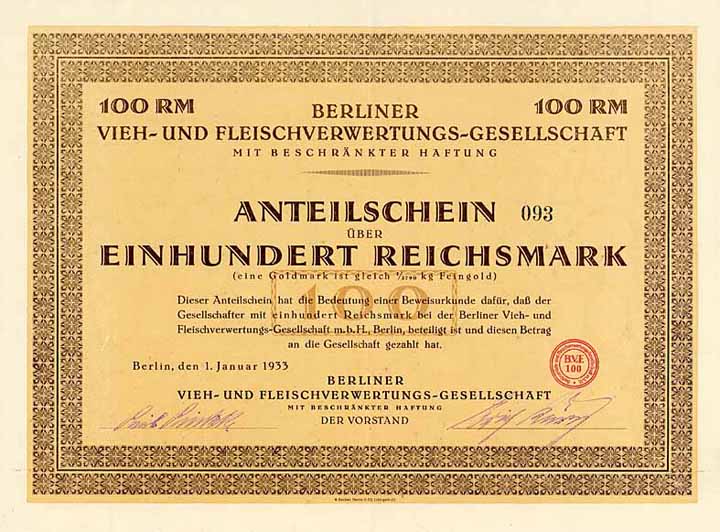 100 RM BERLINER 100 RM
VIEH- UND FLEISCHVERWERTUNGS-GESELLSCHAFT
MIT BESCHRÄNKTER HAFTUNG
ANTEILSCHEIN 093
ÜBER
EINHUNDERT REICHSMARK
(eine Goldmark ist gleich 1/2790 kg Feingold)
100
Dieser Anteilschein hat die Bedeutung einer Beweisurkunde dafür, daß der
Gesellschafter mit einhundert Reichsmark bei der Berliner Vieh- und
Fleischverwertungs-Gesellschaft m.b.H., Berlin, beteiligt ist und diesen Betrag
an die Gesellschaft gezahlt hat.
Berlin, den 1. Januar 1933
B.V.F.
100
BERLINER
VIEH- UND FLEISCHVERWERTUNGS-GESELLSCHAFT
MIT BESCHRÄNKTER HAFTUNG
DER VORSTAND